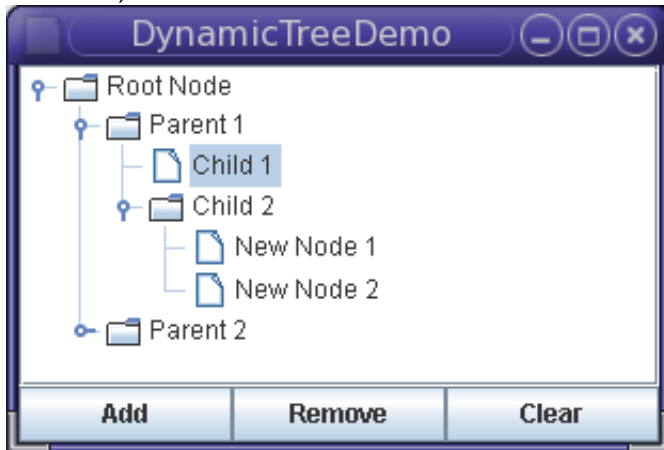 DynamicTreeDemo
Root Node
Parent 1
Child 1
Child 2
New Node 1
New Node 2
Parent 2
Add Remove Clear